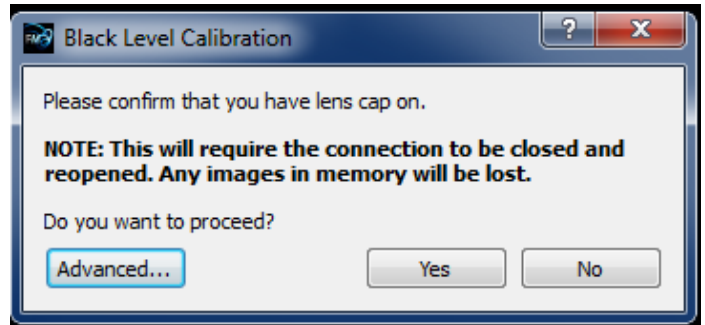 Black Level Calibration
Please confirm that you have lens cap on.
NOTE: This will require the connection to be closed and
reopened. Any images in memory will be lost.
Do you want to proceed?
Advanced... Yes No